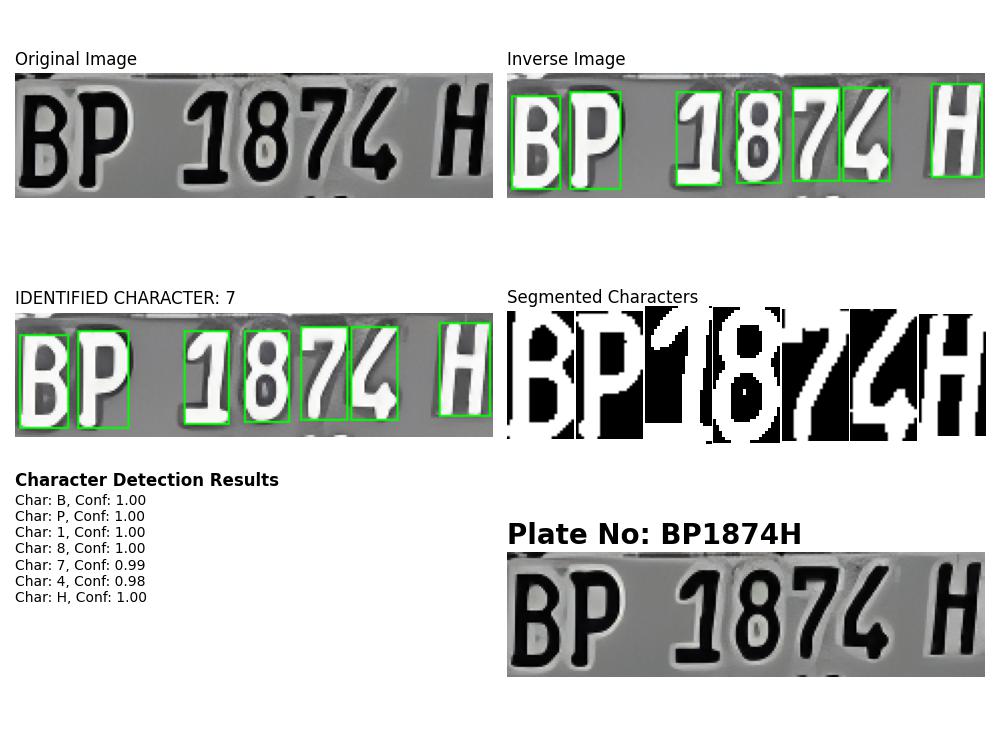 Original Image
BP 1874 H
Inverse Image
BP 1874 H
IDENTIFIED CHARACTER: 7
BP 1874 H
Segmented Characters
BP1874H
Character Detection Results
Char: B, Conf: 1.00
Char: P, Conf: 1.00
Char: 1, Conf: 1.00
Char: 8, Conf: 1.00
Char: 7, Conf: 0.99
Char: 4, Conf: 0.98
Char: H, Conf: 1.00
Plate No: BP1874H
BP 1874 H